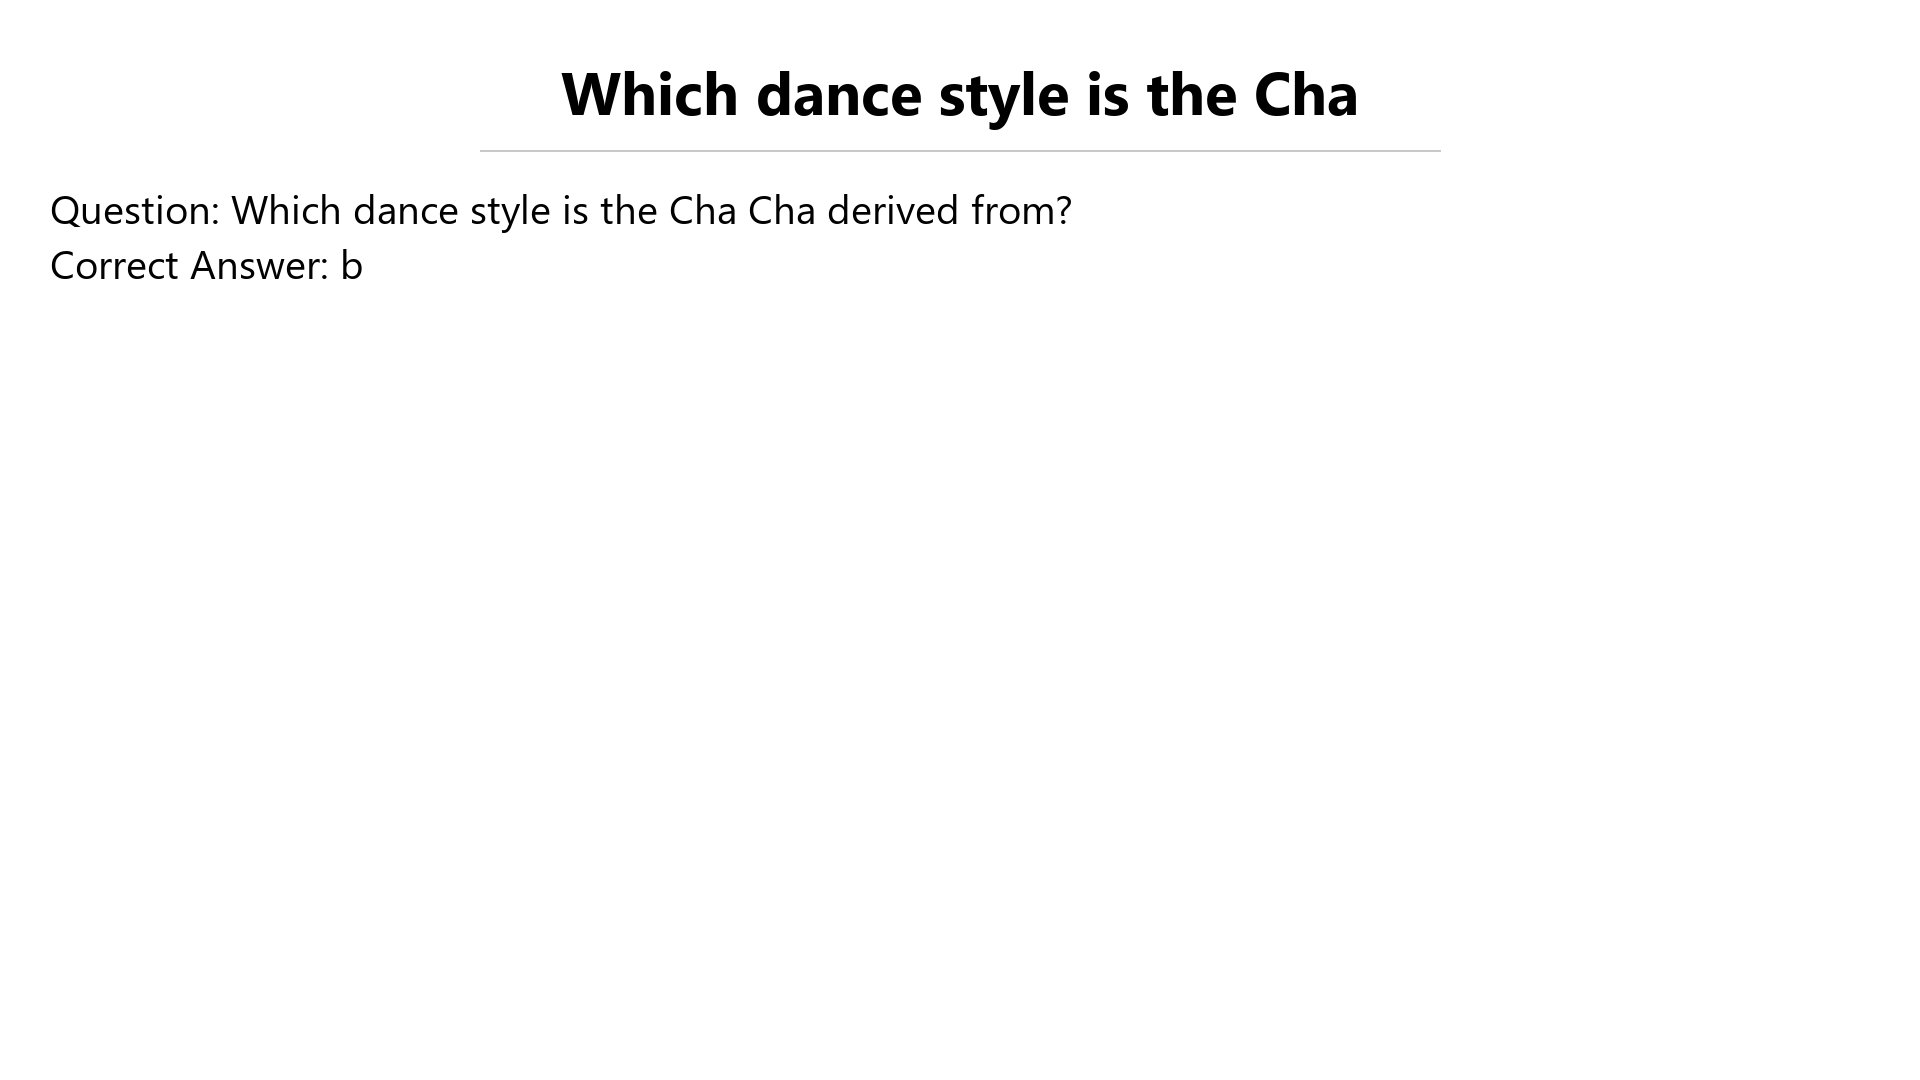 Which dance style is the Cha
Question: Which dance style is the Cha Cha derived from?
Correct Answer: b